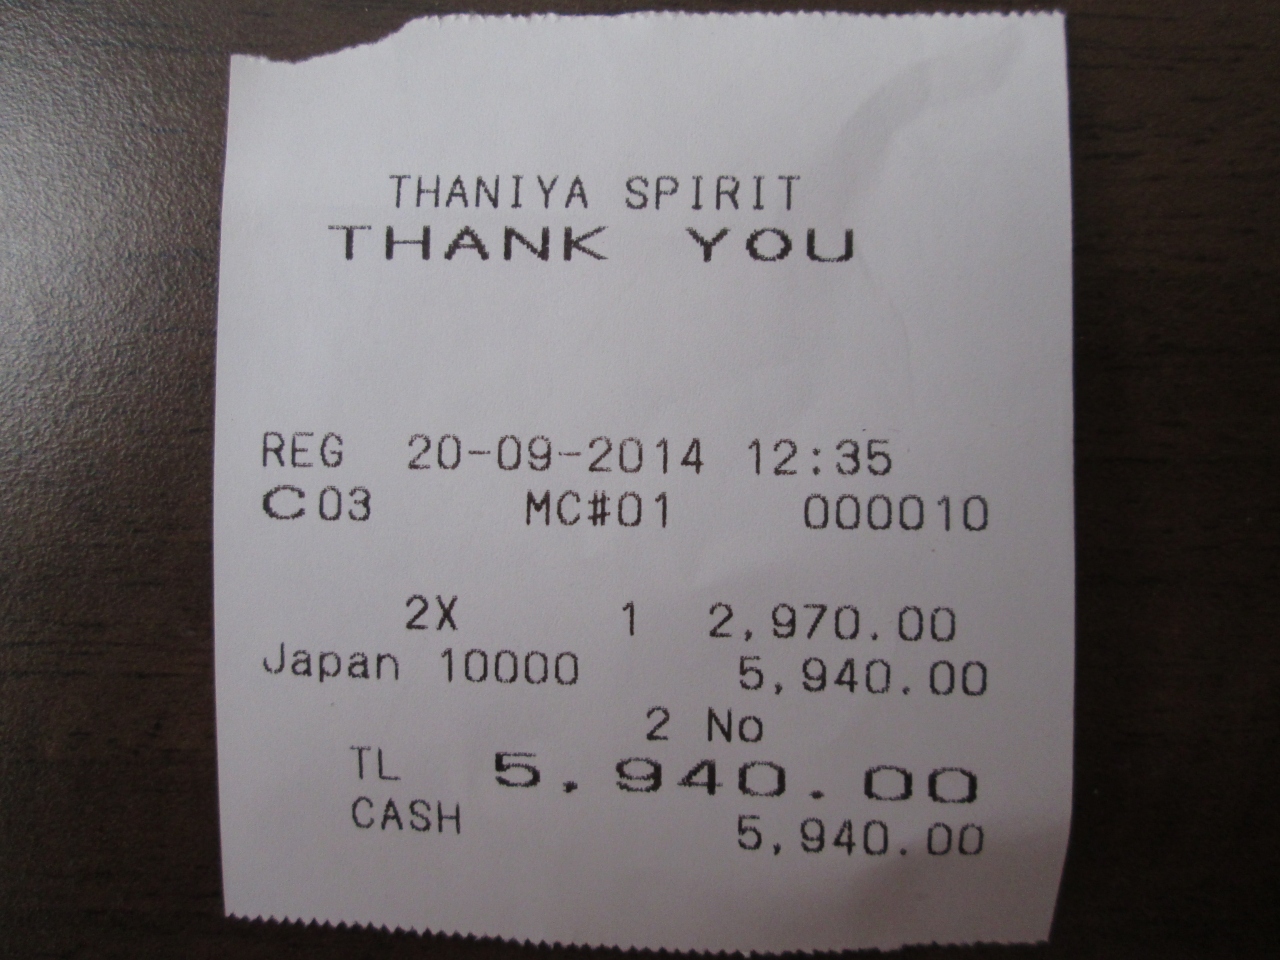 THANIYA SPIRIT
THANK YOU
REG 20-09-2014 12:35
C03 MC#01 000010
2X 1 2,970.00
Japan 10000 5,940.00
2 No
TL 5,940.00
CASH 5,940.00